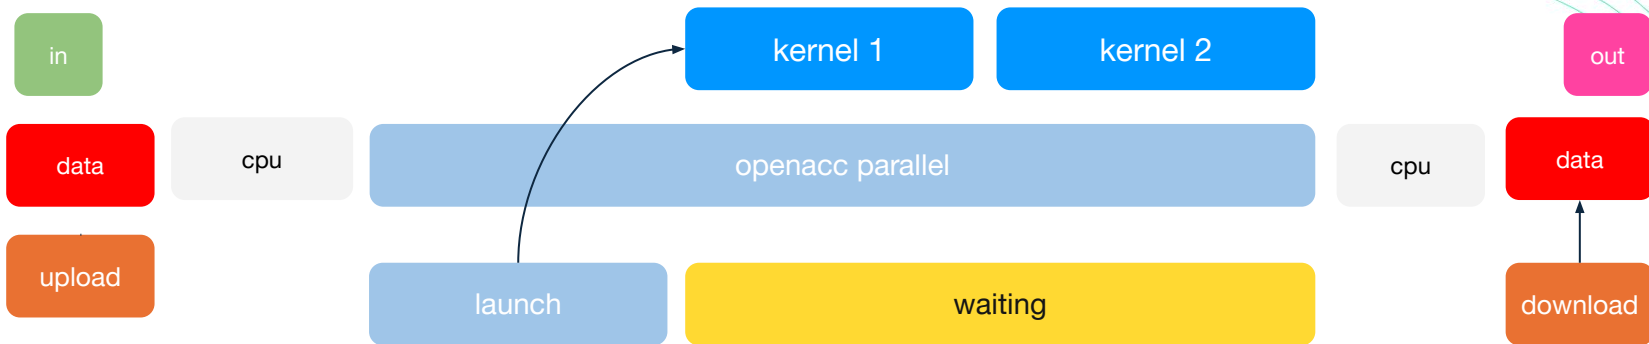 in
kernel 1
kernel 2
out
data
cpu
openacc parallel
cpu
data
upload
launch
waiting
download